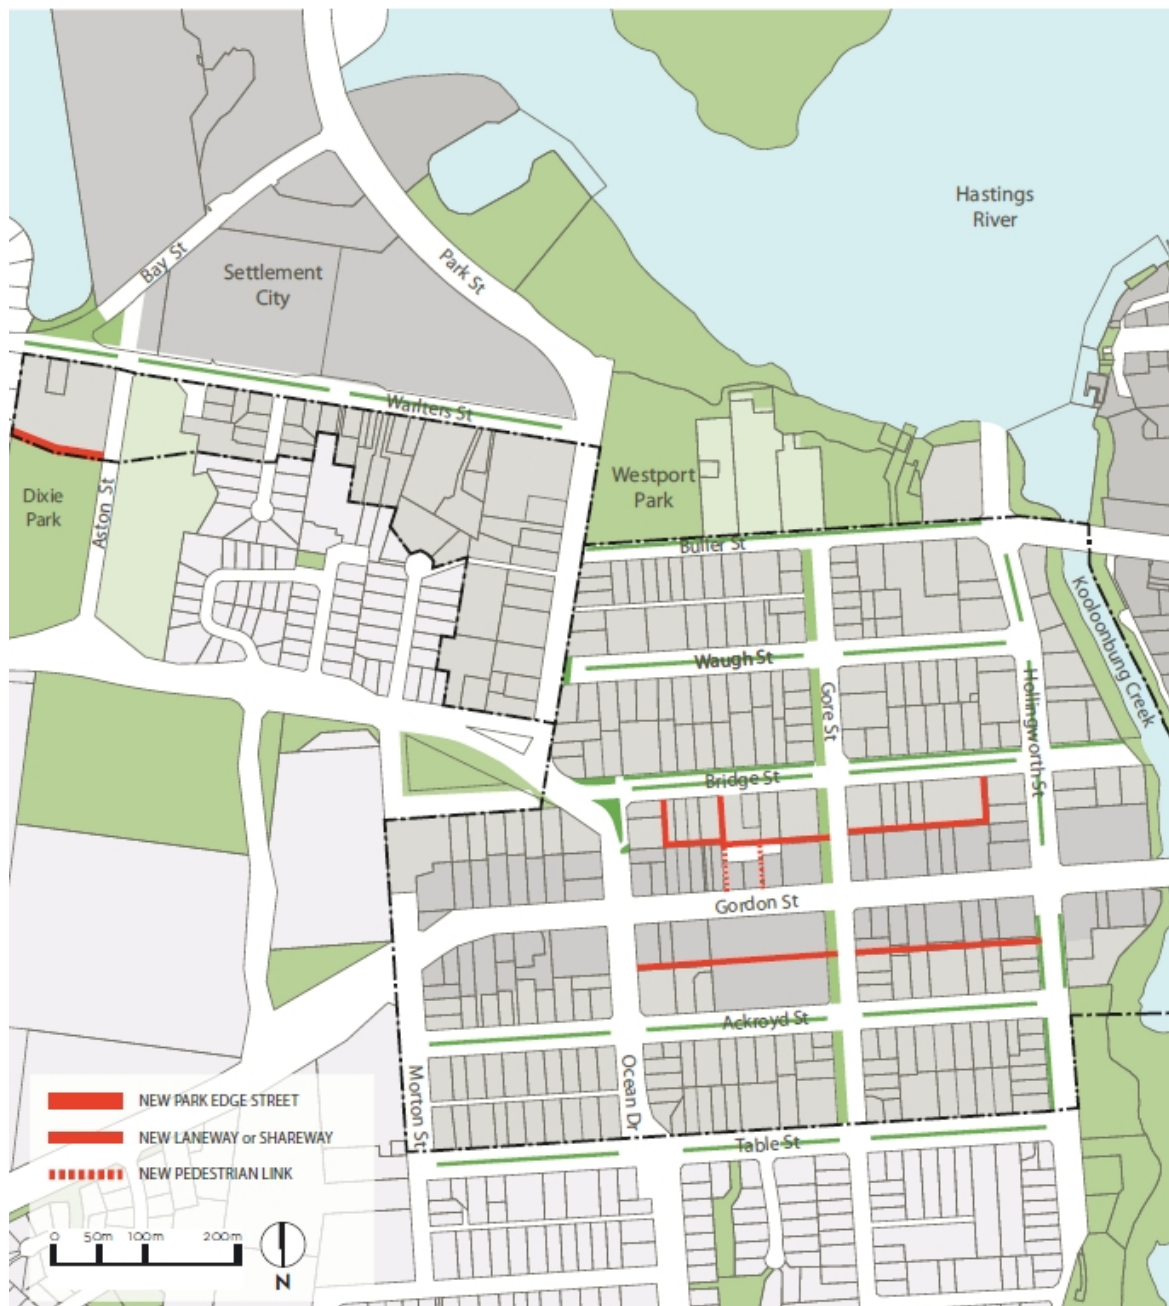 Hastings
River
Bay St
Settlement
City
Park St
Warlters St
Westport
Park
Dixie
Park
Aston St
Buller St
Kooloonbung Creek
Waugh St
Gore St
Hollingworth St
Bridge St
Gordon St
Ackroyd St
Morton St
Ocean Dr
Table St
NEW PARK EDGE STREET
NEW LANEWAY or SHAREWAY
NEW PEDESTRIAN LINK
0 50m 100m 200m
N